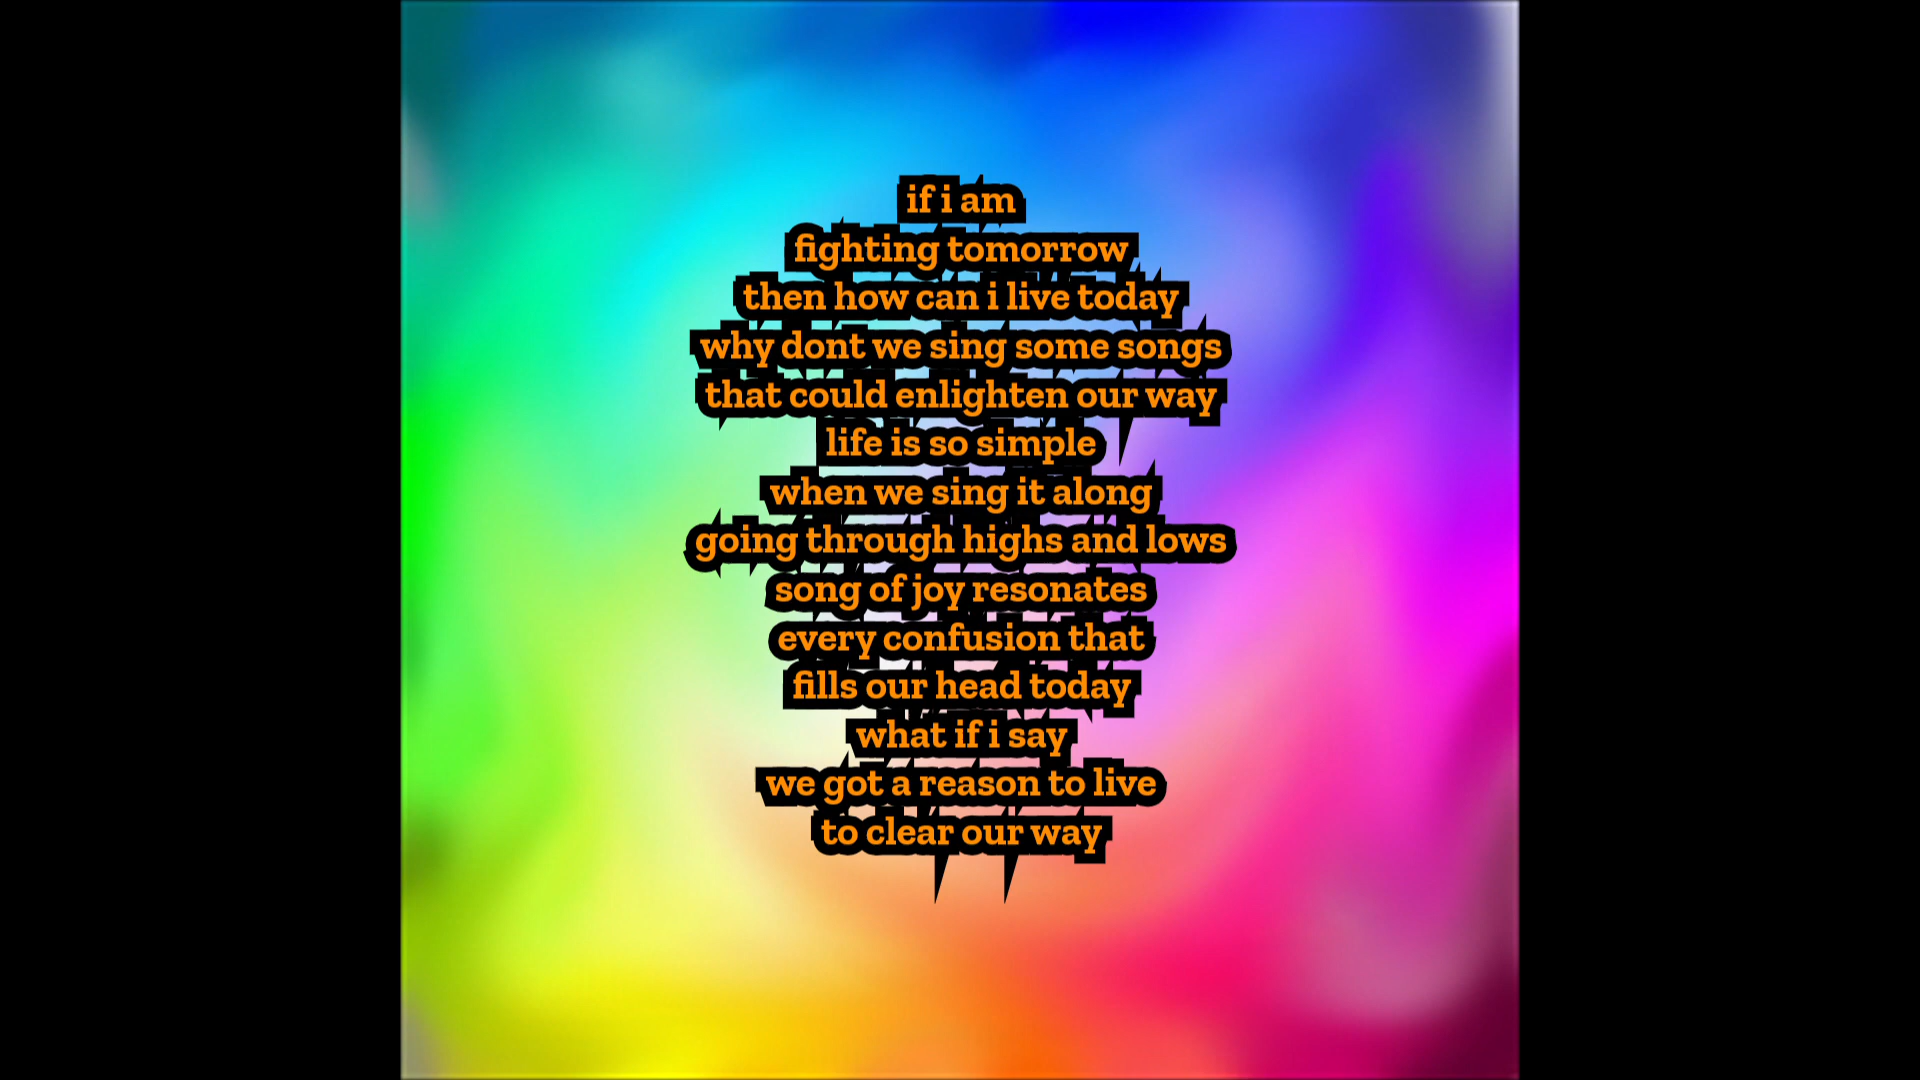 if i am
fighting tomorrow
then how can i live today
why dont we sing some songs
that could enlighten our way
life is so simple
when we sing it along
going through highs and lows
song of joy resonates
every confusion that
fills our head today
what if i say
we got a reason to live
to clear our way